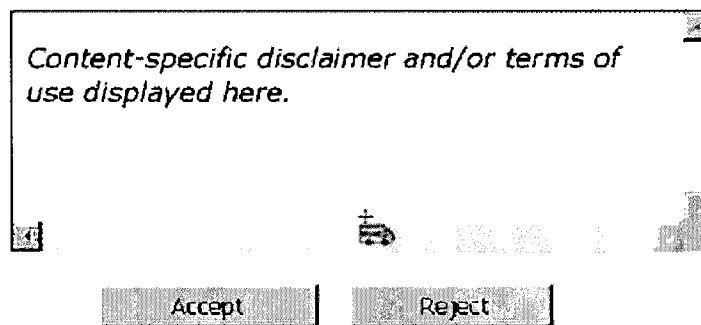 Content-specific disclaimer and/or terms of
use displayed here.
Accept
Reject